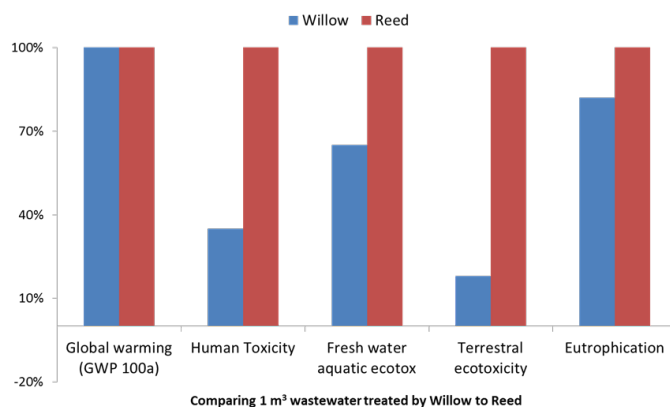 Willow Reed
100%
70%
40%
10%
-20%
Global warming
(GWP 100a)
Human Toxicity
Fresh water
aquatic ecotox
Terrestral
ecotoxicity
Eutrophication
Comparing 1 m³ wastewater treated by Willow to Reed